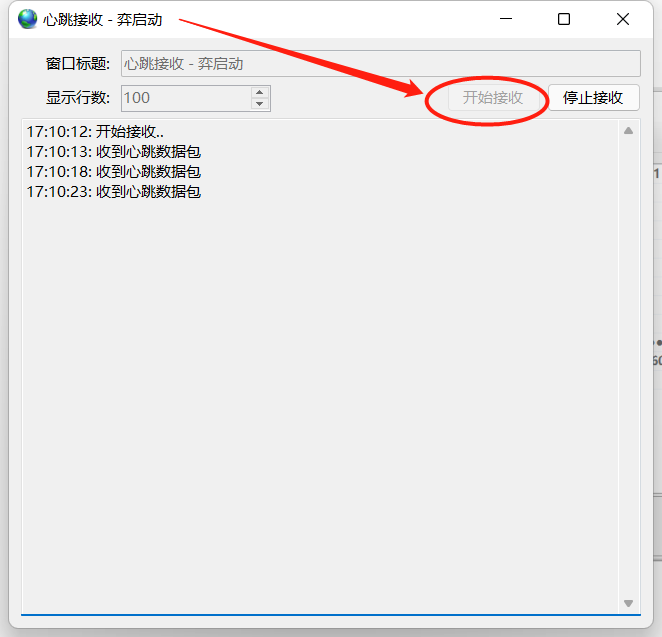 心跳接收 - 弈启动
窗口标题: 心跳接收 - 弈启动
显示行数: 100 开始接收 停止接收
17:10:12: 开始接收..
17:10:13: 收到心跳数据包
17:10:18: 收到心跳数据包
17:10:23: 收到心跳数据包